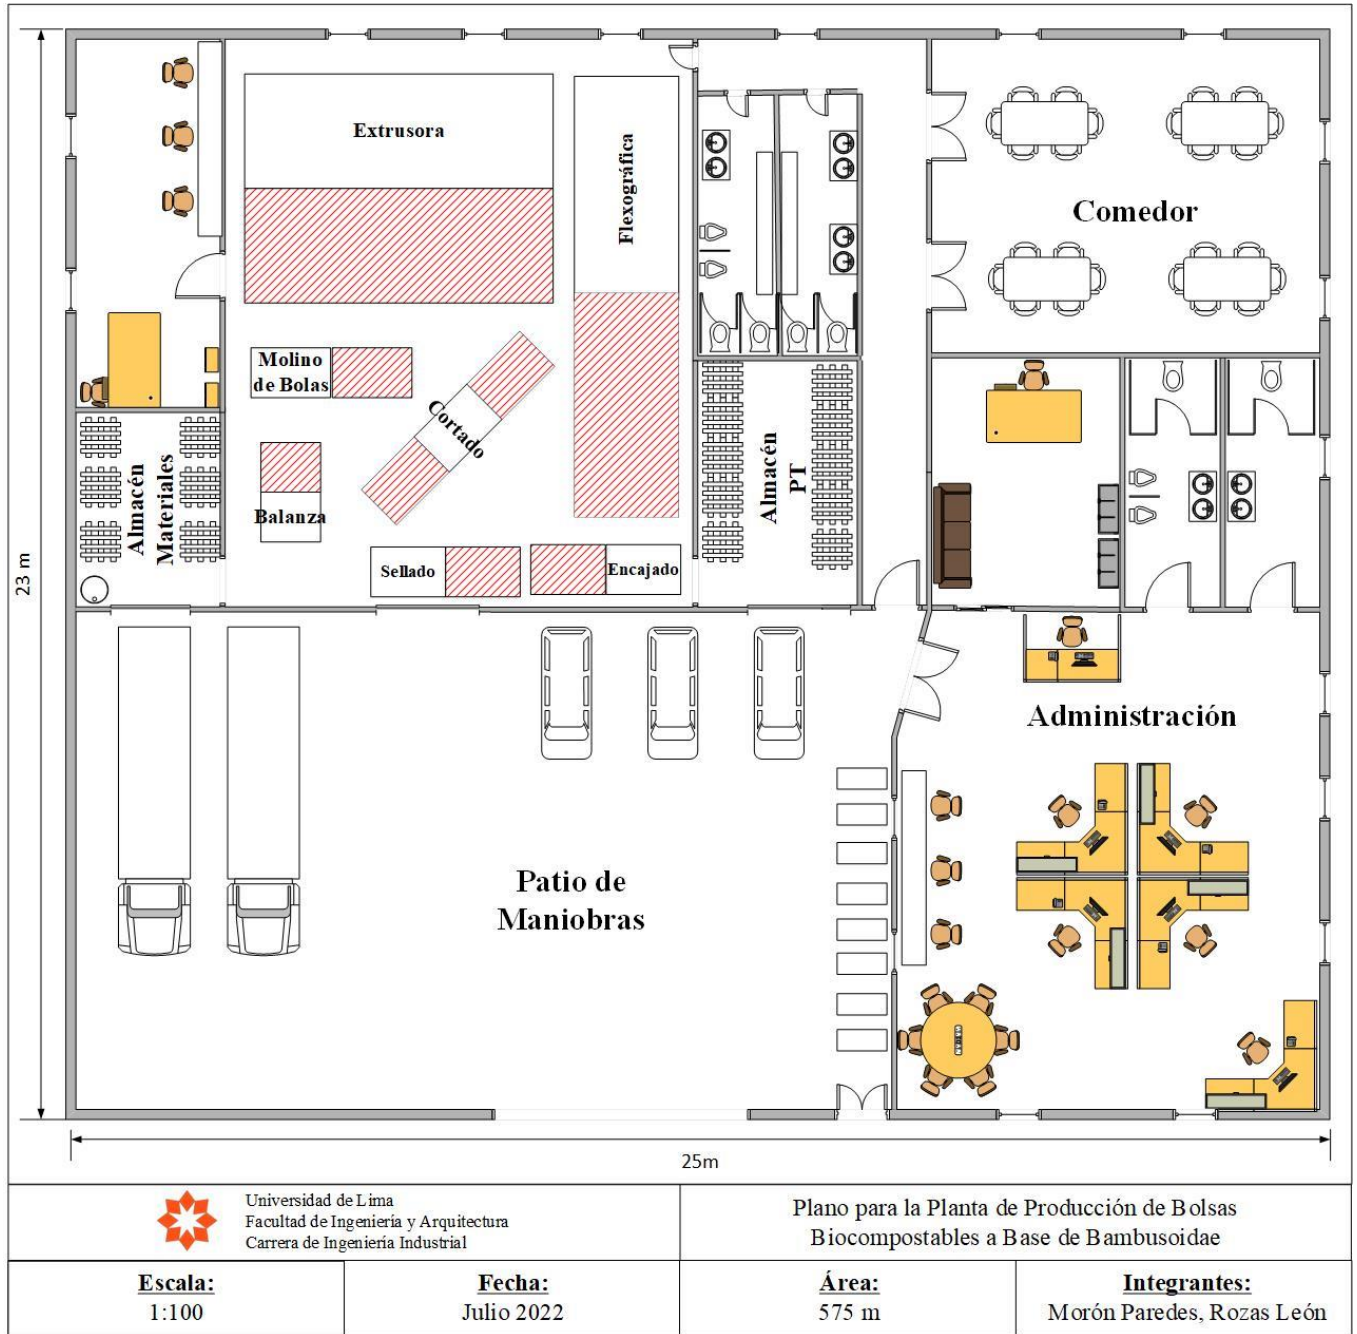 Extrusora
Flexográfica
Comedor
Molino
de Bolas
Cortado
Almacén
Materiales
Balanza
Almacén
PT
Sellado
Encajado
23 m
Administración
Patio de
Maniobras
25m
Universidad de Lima
Facultad de Ingeniería y Arquitectura
Carrera de Ingeniería Industrial
Plano para la Planta de Producción de Bolsas
Biocompostables a Base de Bambusoidae
Escala:
1:100
Fecha:
Julio 2022
Área:
575 m
Integrantes:
Morón Paredes, Rozas León